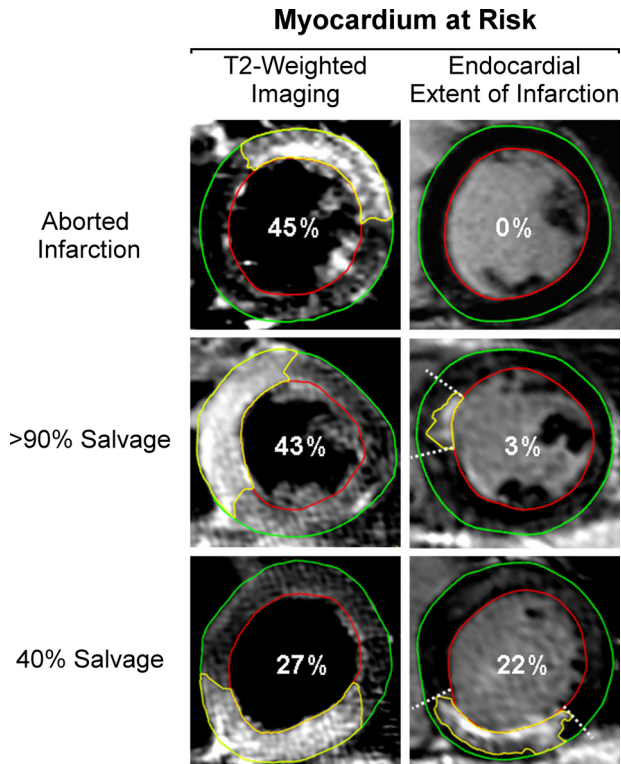 Myocardium at Risk
T2-Weighted
Imaging
Endocardial
Extent of Infarction
Aborted
Infarction
45%
0%
>90% Salvage
43%
3%
40% Salvage
27%
22%